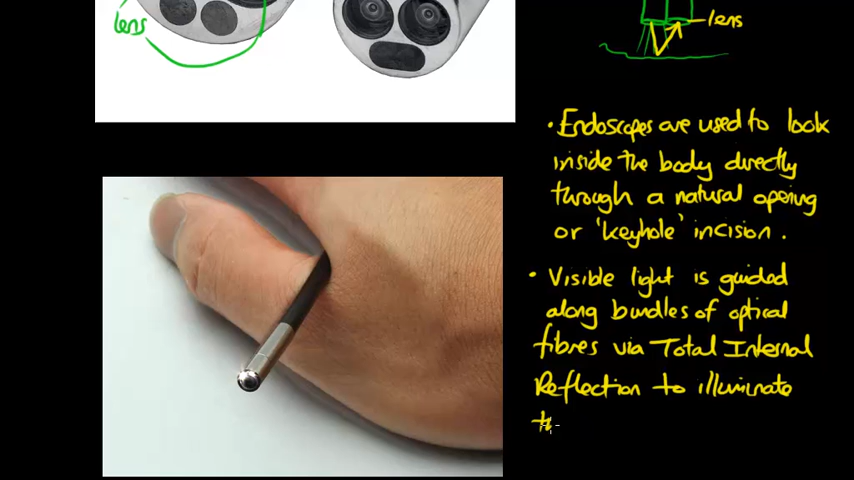 lens
lens
• Endoscopes are used to look
inside the body directly
through a natural opening
or 'keyhole' incision.
• Visible light is guided
along bundles of optical
fibres via Total Internal
Reflection to illuminate